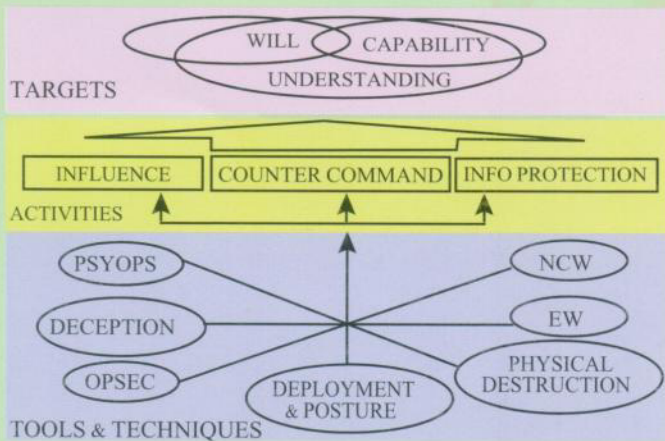 WILL
CAPABILITY
UNDERSTANDING
TARGETS
INFLUENCE
COUNTER COMMAND
INFO PROTECTION
ACTIVITIES
PSYOPS
NCW
DECEPTION
EW
OPSEC
DEPLOYMENT
& POSTURE
PHYSICAL
DESTRUCTION
TOOLS & TECHNIQUES